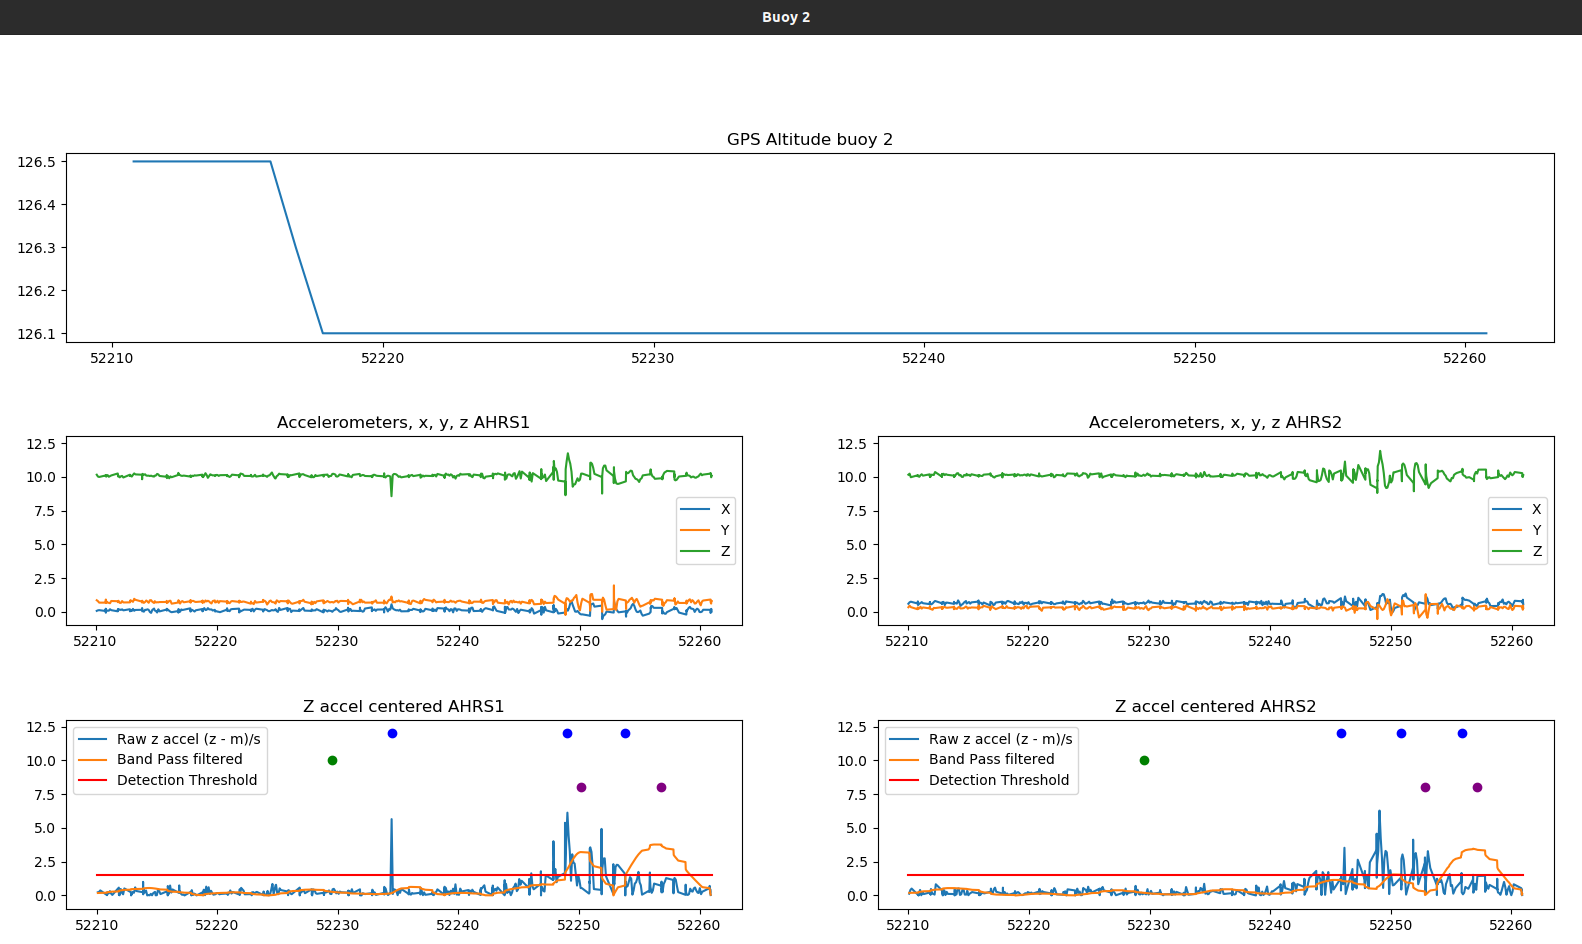 Buoy 2
GPS Altitude buoy 2
126.5
126.4
126.3
126.2
126.1
52210 52220 52230 52240 52250 52260
Accelerometers, x, y, z AHRS1
12.5
10.0
7.5
5.0
2.5
0.0
X
Y
Z
52210 52220 52230 52240 52250 52260
Accelerometers, x, y, z AHRS2
12.5
10.0
7.5
5.0
2.5
0.0
X
Y
Z
52210 52220 52230 52240 52250 52260
Z accel centered AHRS1
12.5
10.0
7.5
5.0
2.5
0.0
Raw z accel (z - m)/s
Band Pass filtered
Detection Threshold
52210 52220 52230 52240 52250 52260
Z accel centered AHRS2
12.5
10.0
7.5
5.0
2.5
0.0
Raw z accel (z - m)/s
Band Pass filtered
Detection Threshold
52210 52220 52230 52240 52250 52260